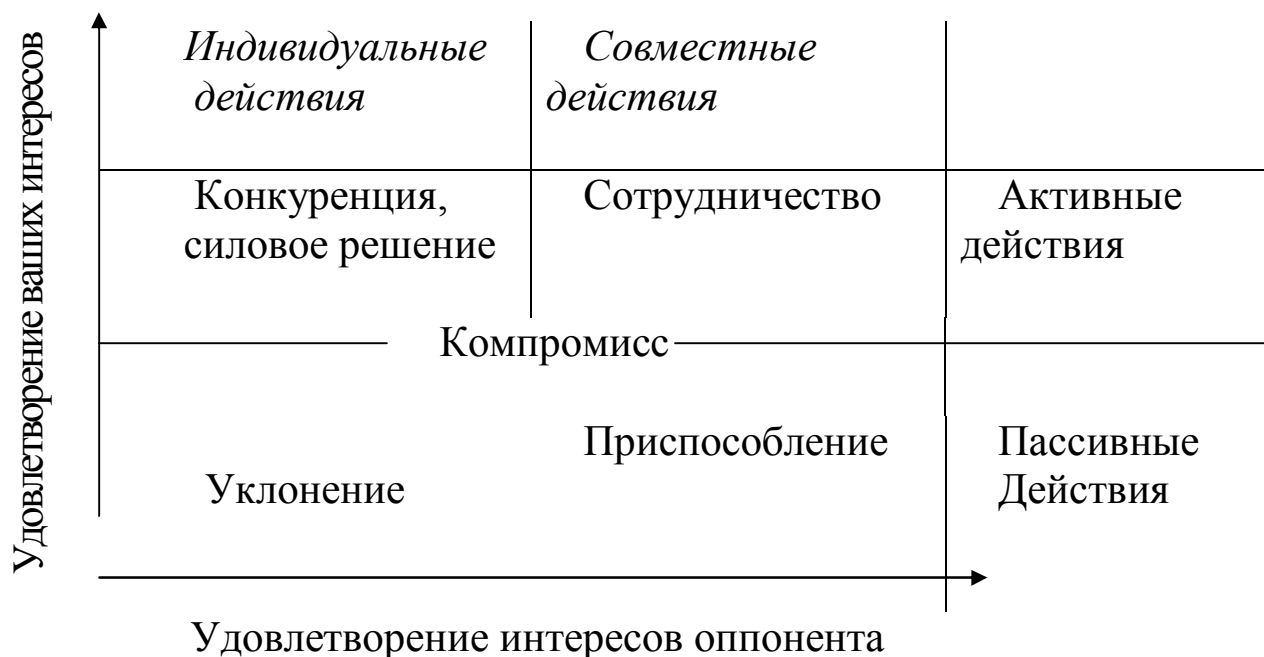 Удовлетворение ваших интересов
Индивидуальные
действия
Совместные
действия
Конкуренция,
силовое решение
Сотрудничество
Активные
действия
Компромисс
Приспособление
Уклонение
Пассивные
Действия
Удовлетворение интересов оппонента